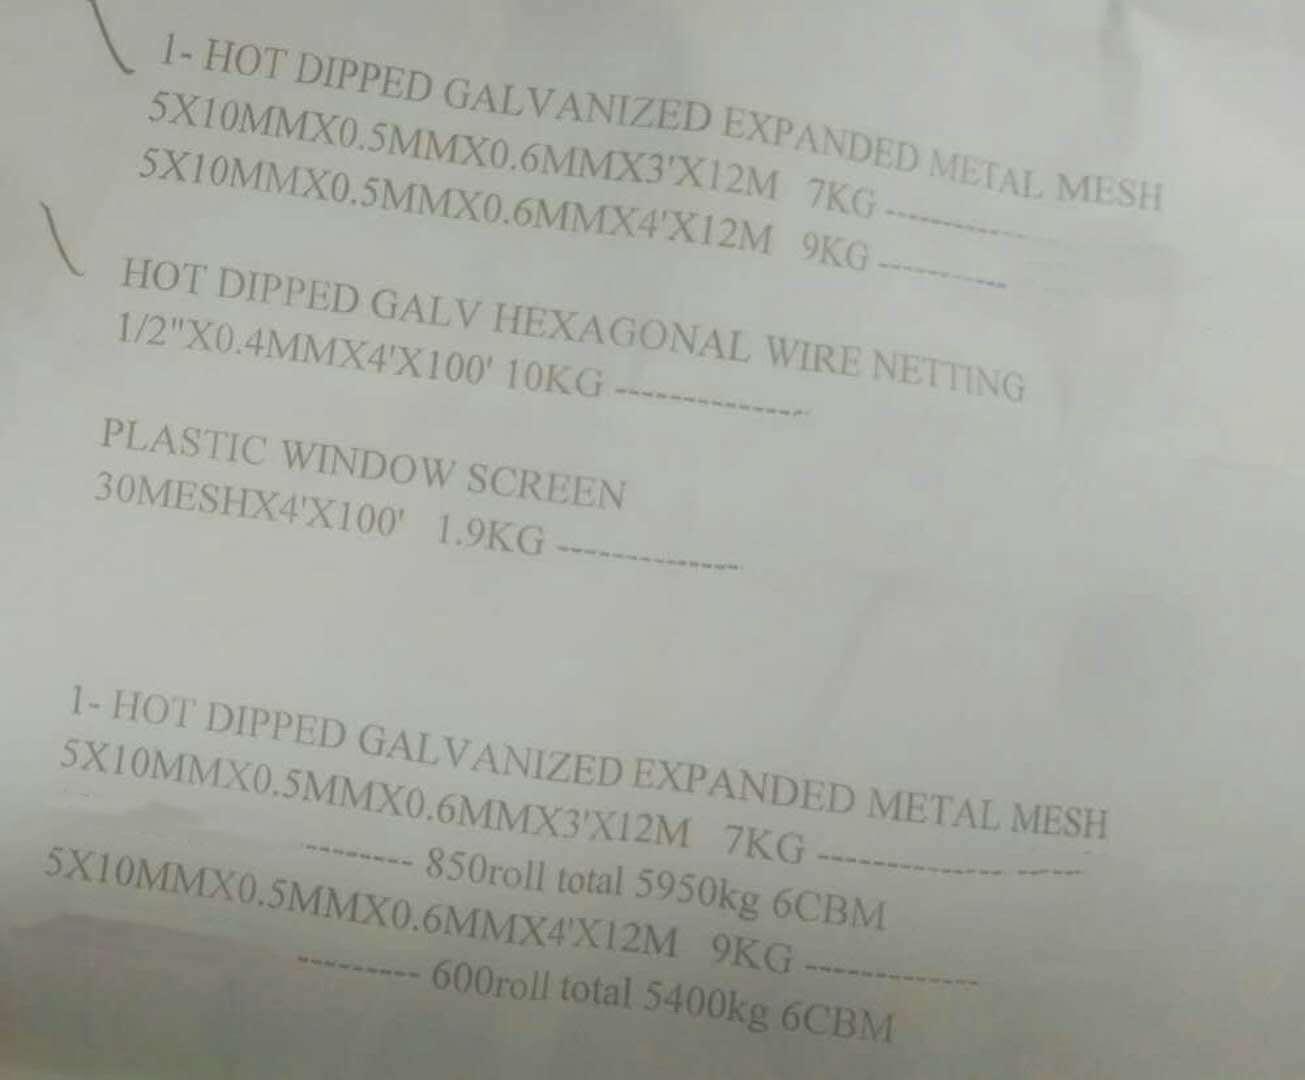 1- HOT DIPPED GALVANIZED EXPANDED METAL MESH
5X10MMX0.5MMX0.6MMX3'X12M 7KG --------------
5X10MMX0.5MMX0.6MMX4'X12M 9KG ----------
HOT DIPPED GALV HEXAGONAL WIRE NETTING
1/2"X0.4MMX4'X100' 10KG --------------
PLASTIC WINDOW SCREEN
30MESHX4'X100' 1.9KG --------------
1- HOT DIPPED GALVANIZED EXPANDED METAL MESH
5X10MMX0.5MMX0.6MMX3'X12M 7KG -------------- -----
-------- 850roll total 5950kg 6CBM
5X10MMX0.5MMX0.6MMX4'X12M 9KG -------------
--------- 600roll total 5400kg 6CBM